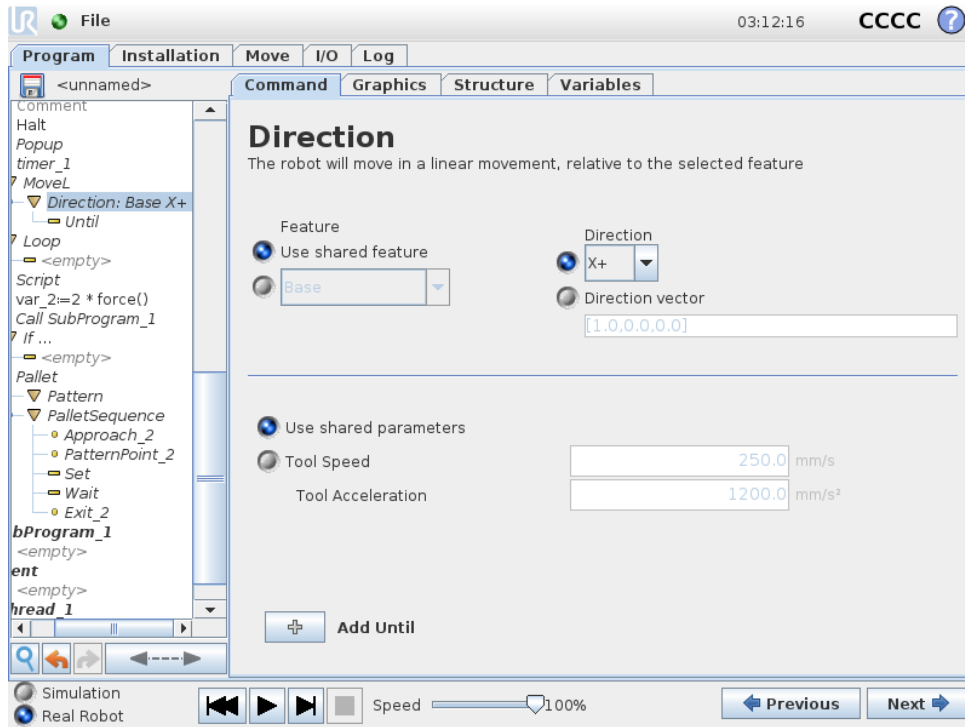 UR File 03:12:16 CCCC ?
Program Installation Move I/O Log
<unnamed> Command Graphics Structure Variables
Comment
Halt
Popup
timer_1
MoveL
Direction: Base X+
Until
Loop
<empty>
Script
var_2:=2 * force()
Call SubProgram_1
If ...
<empty>
Pallet
Pattern
PalletSequence
Approach_2
PatternPoint_2
Set
Wait
Exit_2
bProgram_1
<empty>
ent
<empty>
hread_1
Direction
The robot will move in a linear movement, relative to the selected feature
Feature
Use shared feature
Base
Direction
X+
Direction vector
[1.0,0.0,0.0]
Use shared parameters
Tool Speed 250.0 mm/s
Tool Acceleration 1200.0 mm/s²
Add Until
Simulation
Real Robot
Speed 100%
Previous Next